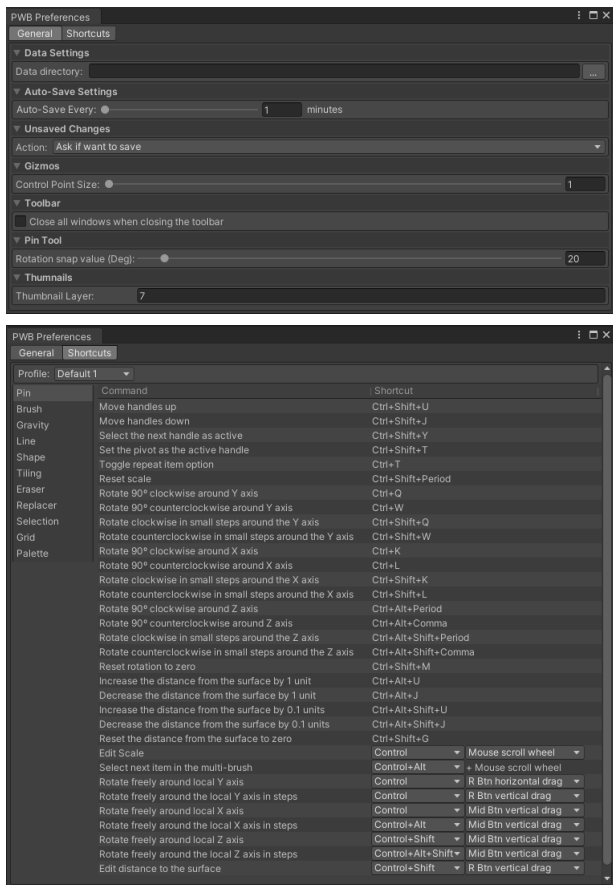 PWB Preferences
General Shortcuts
Data Settings
Data directory: ...
Auto-Save Settings
Auto-Save Every: 1 minutes
Unsaved Changes
Action: Ask if want to save
Gizmos
Control Point Size: 1
Toolbar
Close all windows when closing the toolbar
Pin Tool
Rotation snap value (Deg): 20
Thumnails
Thumbnail Layer: 7
PWB Preferences
General Shortcuts
Profile: Default 1
Pin
Brush
Gravity
Line
Shape
Tiling
Eraser
Replacer
Selection
Grid
Palette
Command Shortcut
Move handles up Ctrl+Shift+U
Move handles down Ctrl+Shift+J
Select the next handle as active Ctrl+Shift+Y
Set the pivot as the active handle Ctrl+Shift+T
Toggle repeat item option Ctrl+T
Reset scale Ctrl+Shift+Period
Rotate 90º clockwise around Y axis Ctrl+Q
Rotate 90º counterclockwise around Y axis Ctrl+W
Rotate clockwise in small steps around the Y axis Ctrl+Shift+Q
Rotate counterclockwise in small steps around the Y axis Ctrl+Shift+W
Rotate 90º clockwise around X axis Ctrl+K
Rotate 90º counterclockwise around X axis Ctrl+L
Rotate clockwise in small steps around the X axis Ctrl+Shift+K
Rotate counterclockwise in small steps around the X axis Ctrl+Shift+L
Rotate 90º clockwise around Z axis Ctrl+Alt+Period
Rotate 90º counterclockwise around Z axis Ctrl+Alt+Comma
Rotate clockwise in small steps around the Z axis Ctrl+Alt+Shift+Period
Rotate counterclockwise in small steps around the Z axis Ctrl+Alt+Shift+Comma
Reset rotation to zero Ctrl+Shift+M
Increase the distance from the surface by 1 unit Ctrl+Alt+U
Decrease the distance from the surface by 1 unit Ctrl+Alt+J
Increase the distance from the surface by 0.1 units Ctrl+Alt+Shift+U
Decrease the distance from the surface by 0.1 units Ctrl+Alt+Shift+J
Reset the distance from the surface to zero Ctrl+Shift+G
Edit Scale Control Mouse scroll wheel
Select next item in the multi-brush Control+Alt + Mouse scroll wheel
Rotate freely around local Y axis Control R Btn horizontal drag
Rotate freely around the local Y axis in steps Control R Btn vertical drag
Rotate freely around local X axis Control Mid Btn vertical drag
Rotate freely around the local X axis in steps Control+Alt Mid Btn vertical drag
Rotate freely around local Z axis Control+Shift Mid Btn vertical drag
Rotate freely around the local Z axis in steps Control+Alt+Shift Mid Btn vertical drag
Edit distance to the surface Control+Shift R Btn vertical drag